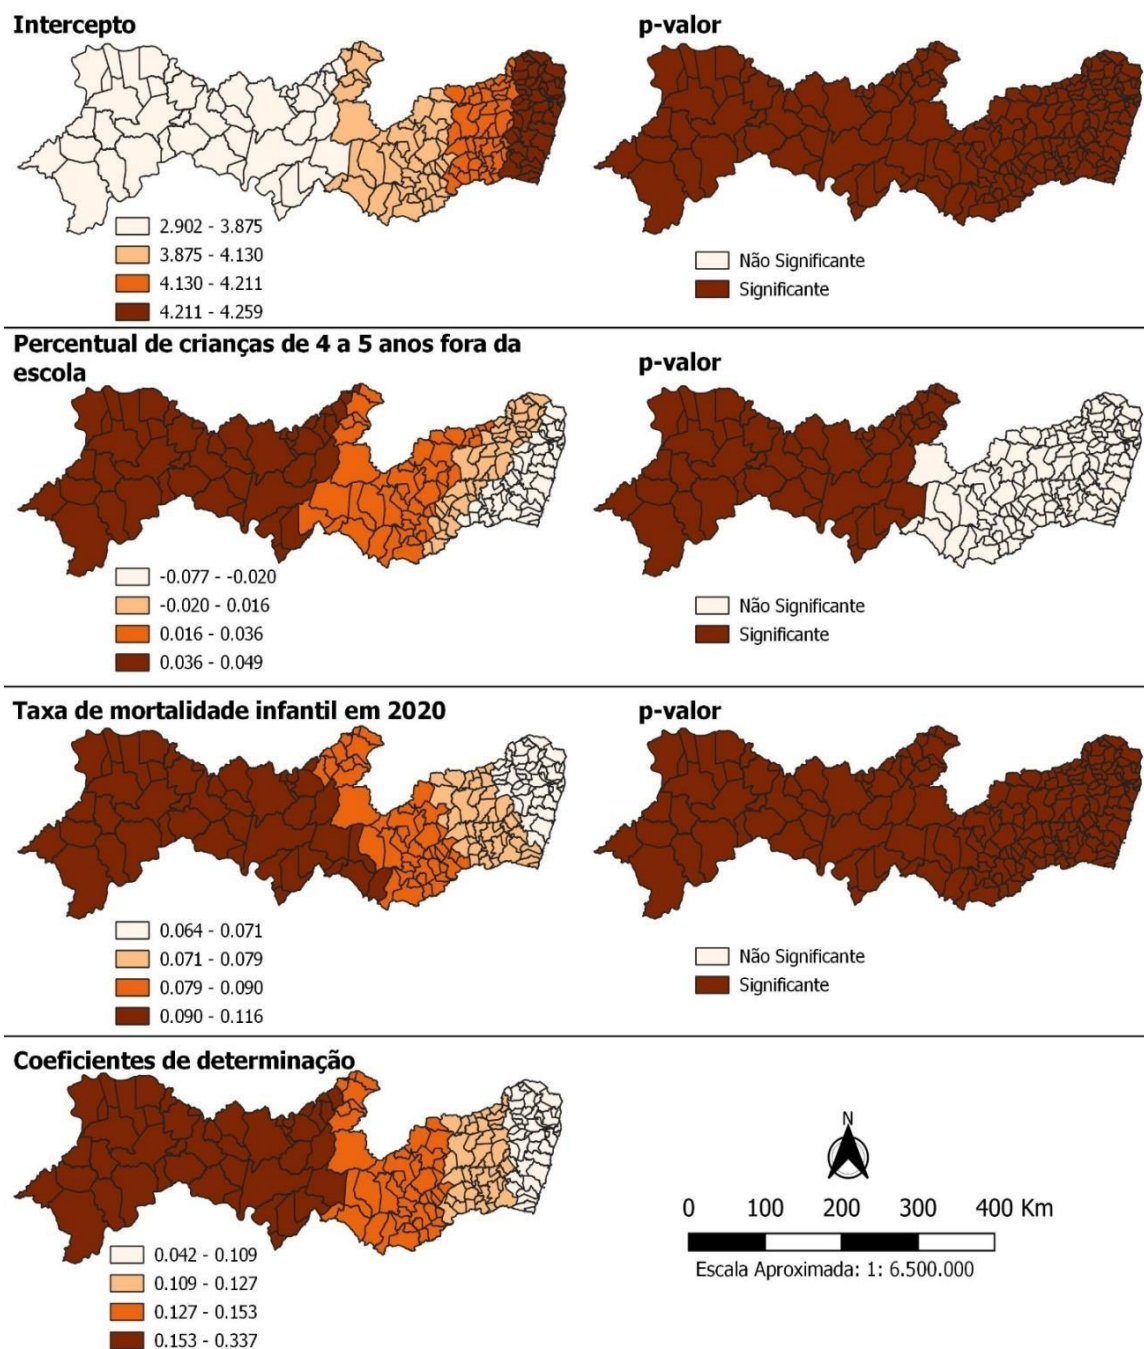 Intercepto
p-valor
2.902 - 3.875
3.875 - 4.130
4.130 - 4.211
4.211 - 4.259
Não Significante
Significante
Percentual de crianças de 4 a 5 anos fora da
escola
p-valor
-0.077 - -0.020
-0.020 - 0.016
0.016 - 0.036
0.036 - 0.049
Não Significante
Significante
Taxa de mortalidade infantil em 2020
p-valor
0.064 - 0.071
0.071 - 0.079
0.079 - 0.090
0.090 - 0.116
Não Significante
Significante
Coeficientes de determinação
0.042 - 0.109
0.109 - 0.127
0.127 - 0.153
0.153 - 0.337
N
0 100 200 300 400 Km
Escala Aproximada: 1: 6.500.000